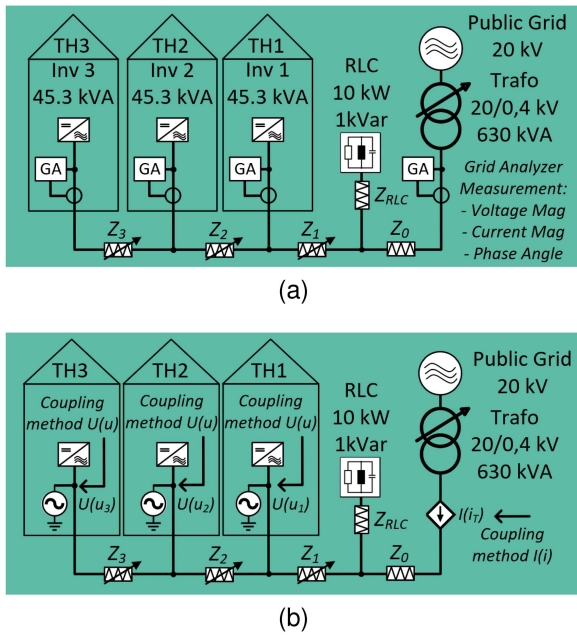 TH3
TH2
TH1
Inv 3
Inv 2
Inv 1
45.3 kVA
45.3 kVA
45.3 kVA
GA
GA
GA
RLC
10 kW
1kVar
Z_RLC
Public Grid
20 kV
Trafo
20/0,4 kV
630 kVA
GA
Grid Analyzer
Measurement:
- Voltage Mag
- Current Mag
- Phase Angle
Z_3
Z_2
Z_1
Z_0
(a)
TH3
TH2
TH1
Coupling
method U(u)
Coupling
method U(u)
Coupling
method U(u)
U(u_3)
U(u_2)
U(u_1)
RLC
10 kW
1kVar
Z_RLC
Public Grid
20 kV
Trafo
20/0,4 kV
630 kVA
I(i_T)
Coupling
method I(i)
Z_3
Z_2
Z_1
Z_0
(b)